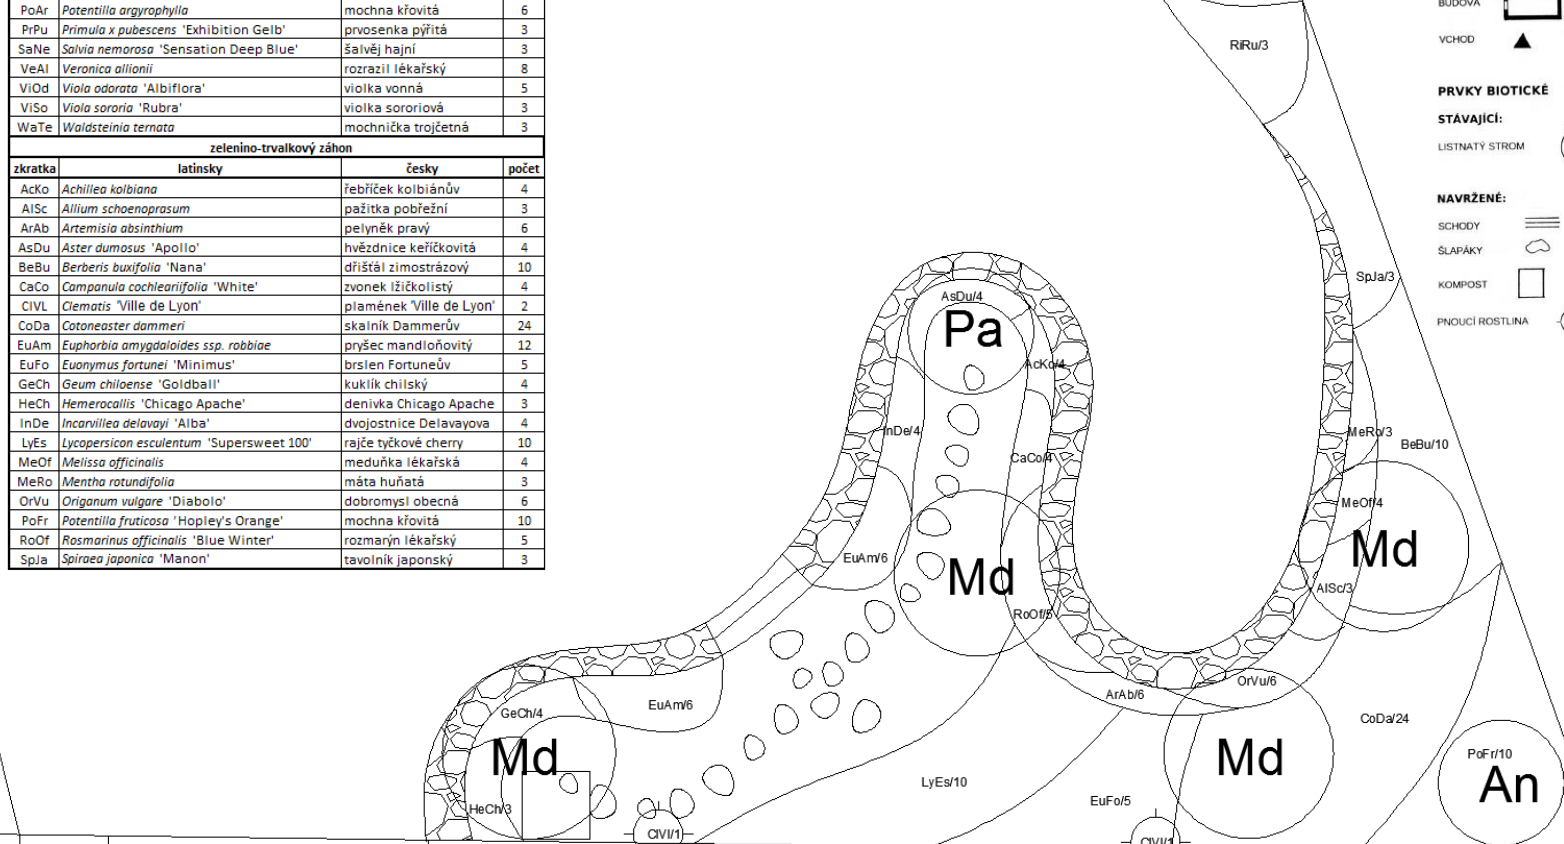 PoAr Potentilla argyrophylla mochna křovitá 6
PrPu Primula x pubescens 'Exhibition Gelb' prvosenka pýřitá 3
SaNe Salvia nemorosa 'Sensation Deep Blue' šalvěj hajní 3
VeAl Veronica allionii rozrazil lékařský 8
ViOd Viola odorata 'Albiflora' violka vonná 5
ViSo Viola sororia 'Rubra' violka sororiová 3
WaTe Waldsteinia ternata mochnička trojčetná 3
zelenino-trvalkový záhon
zkratka latinsky česky počet
AcKo Achillea kolbiana řebříček kolbiánův 4
AlSc Allium schoenoprasum pažitka pobřežní 3
ArAb Artemisia absinthium pelyněk pravý 6
AsDu Aster dumosus 'Apollo' hvězdnice keříčkovitá 4
BeBu Berberis buxifolia 'Nana' dřišťál zimostrázový 10
CaCo Campanula cochleariifolia 'White' zvonek lžičkolistý 4
ClVL Clematis 'Ville de Lyon' plamének 'Ville de Lyon' 2
CoDa Cotoneaster dammeri skalník Dammerův 24
EuAm Euphorbia amygdaloides ssp. robbiae pryšec mandloňovitý 12
EuFo Euonymus fortunei 'Minimus' brslen Fortuneův 5
GeCh Geum chiloense 'Goldball' kuklík chilský 4
HeCh Hemerocallis 'Chicago Apache' denivka Chicago Apache 3
InDe Incarvillea delavayi 'Alba' dvojostnice Delavayova 4
LyEs Lycopersicon esculentum 'Supersweet 100' rajče tyčkové cherry 10
MeOf Melissa officinalis meduňka lékařská 4
MeRo Mentha rotundifolia máta huňatá 3
OrVu Origanum vulgare 'Diabolo' dobromysl obecná 6
PoFr Potentilla fruticosa 'Hopley's Orange' mochna křovitá 10
RoOf Rosmarinus officinalis 'Blue Winter' rozmarýn lékařský 5
SpJa Spiraea japonica 'Manon' tavolník japonský 3
RiRu/3
SpJa/3
AsDu/4
Pa
AcKo/4
InDe/4
CaCo/4
MeRo/3
BeBu/10
MeOf/4
Md
EuAm/6
Md
AlSc/3
RoOf/5
OrVu/6
ArAb/6
EuAm/6
GeCh/4
CoDa/24
Md
Md
PoFr/10
An
LyEs/10
EuFo/5
HeCh/3
ClVl/1
ClVl/1
BUDOVA
VCHOD
PRVKY BIOTICKÉ
STÁVAJÍCÍ:
LISTNATÝ STROM
NAVRŽENÉ:
SCHODY
ŠLAPÁKY
KOMPOST
PNOUCÍ ROSTLINA